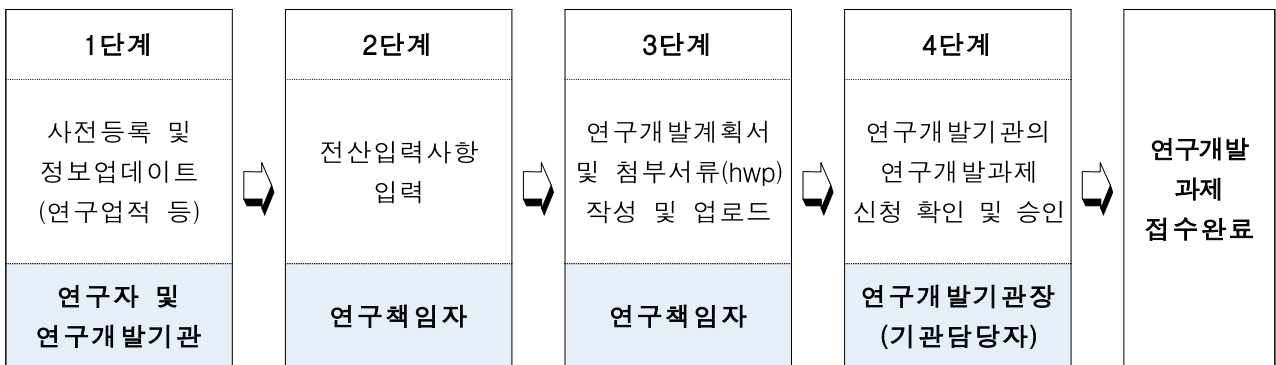 1단계
사전등록 및
정보업데이트
(연구업적 등)
연구자 및
연구개발기관
2단계
전산입력사항
입력
연구책임자
3단계
연구개발계획서
및 첨부서류(hwp)
작성 및 업로드
연구책임자
4단계
연구개발기관의
연구개발과제
신청 확인 및 승인
연구개발기관장
(기관담당자)
연구개발
과제
접수완료